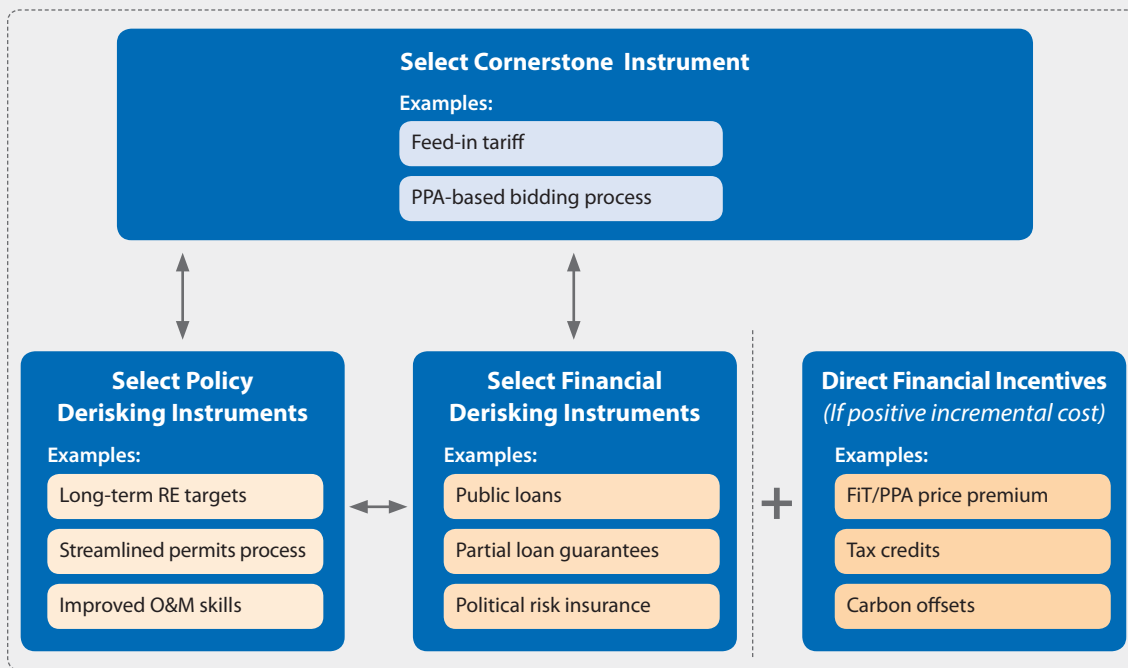 Select Cornerstone Instrument
Examples:
Feed-in tariff
PPA-based bidding process
Select Policy
Derisking Instruments
Examples:
Long-term RE targets
Streamlined permits process
Improved O&M skills
Select Financial
Derisking Instruments
Examples:
Public loans
Partial loan guarantees
Political risk insurance
+
Direct Financial Incentives
(If positive incremental cost)
Examples:
FiT/PPA price premium
Tax credits
Carbon offsets